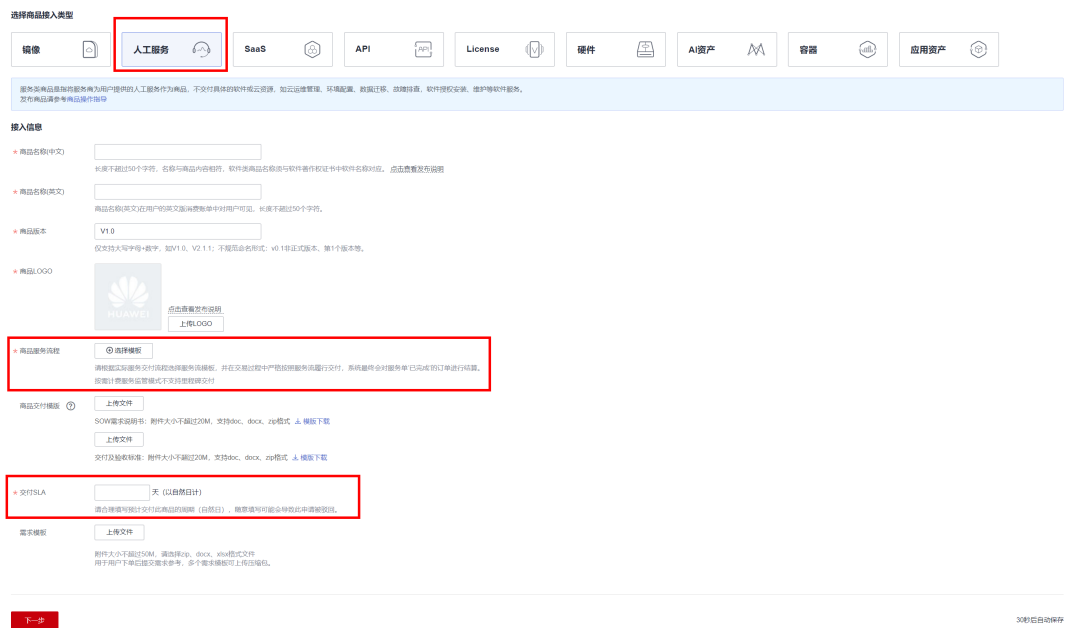 选择商品接入类型
镜像
人工服务
SaaS
API
API
License
硬件
AI资产
容器
应用资产
服务类商品是指将服务商为用户提供的人工服务作为商品，不交付具体的软件或云资源，如云运维管理、环境配置、数据迁移、故障排查、软件授权安装、维护等软件服务。
发布商品请参考商品操作指导
接入信息
* 商品名称(中文)
长度不超过50个字符，名称与商品内容相符，软件类商品名称须与软件著作权证书中软件名称对应。 点击查看发布说明
* 商品名称(英文)
商品名称(英文)在用户的英文版消费账单中对用户可见，长度不超过50个字符。
* 商品版本 V1.0
仅支持大写字母+数字，如V1.0、V2.1.1；不规范命名形式：v0.1非正式版本、第1个版本等。
* 商品LOGO
HUAWEI
点击查看发布说明
上传LOGO
* 商品服务流程 选择模板
请根据实际服务交付流程选择服务流模板，并在交易过程中严格按照服务流履行交付，系统最终会对服务单'已完成'的订单进行结算。
按需计费服务监管模式不支持里程碑交付
商品交付模版 ? 上传文件
SOW需求说明书：附件大小不超过20M，支持doc、docx、zip格式 模版下载
上传文件
交付及验收标准：附件大小不超过20M，支持doc、docx、zip格式 模版下载
* 交付SLA 天（以自然日计）
请合理填写预计交付此商品的周期（自然日），随意填写可能会导致此申请被驳回。
需求模板 上传文件
附件大小不超过50M，请选择zip、docx、xlsx格式文件
用于用户下单后提交需求参考，多个需求模板可上传压缩包。
下一步
30秒后自动保存